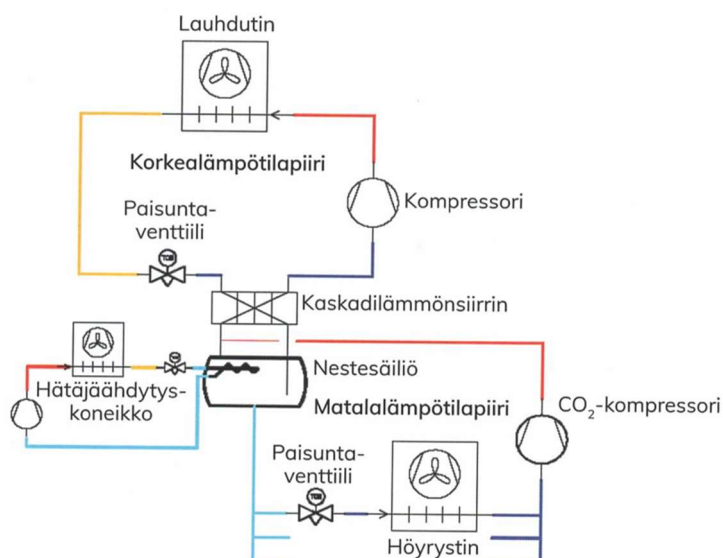 Lauhdutin
Korkealämpötilapiiri
Kompressori
Paisunta-
venttiili
Kaskadilämmönsiirrin
Nestesäiliö
Hätäjäähdytys-
koneikko
Matalalämpötilapiiri
CO₂-kompressori
Paisunta-
venttiili
Höyrystin